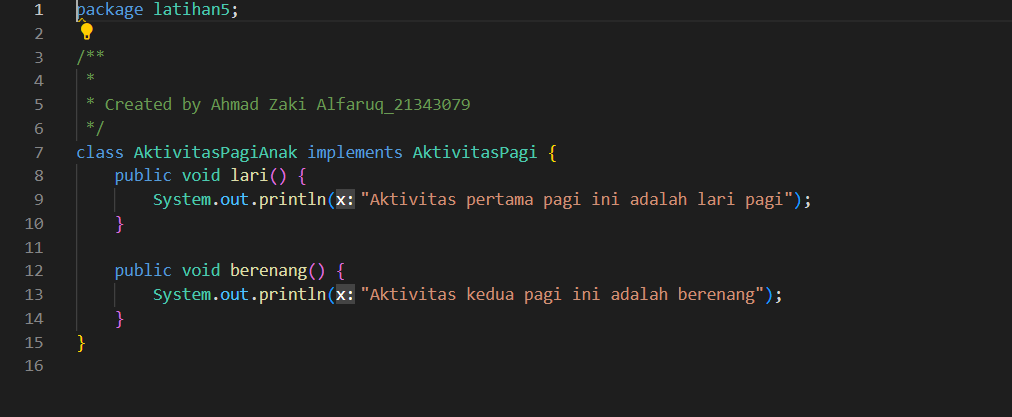 1 package latihan5;
2
3 /**
4  *
5  * Created by Ahmad Zaki Alfaruq_21343079
6  */
7 class AktivitasPagiAnak implements AktivitasPagi {
8     public void lari() {
9         System.out.println(x: "Aktivitas pertama pagi ini adalah lari pagi");
10     }
11
12     public void berenang() {
13         System.out.println(x: "Aktivitas kedua pagi ini adalah berenang");
14     }
15 }
16